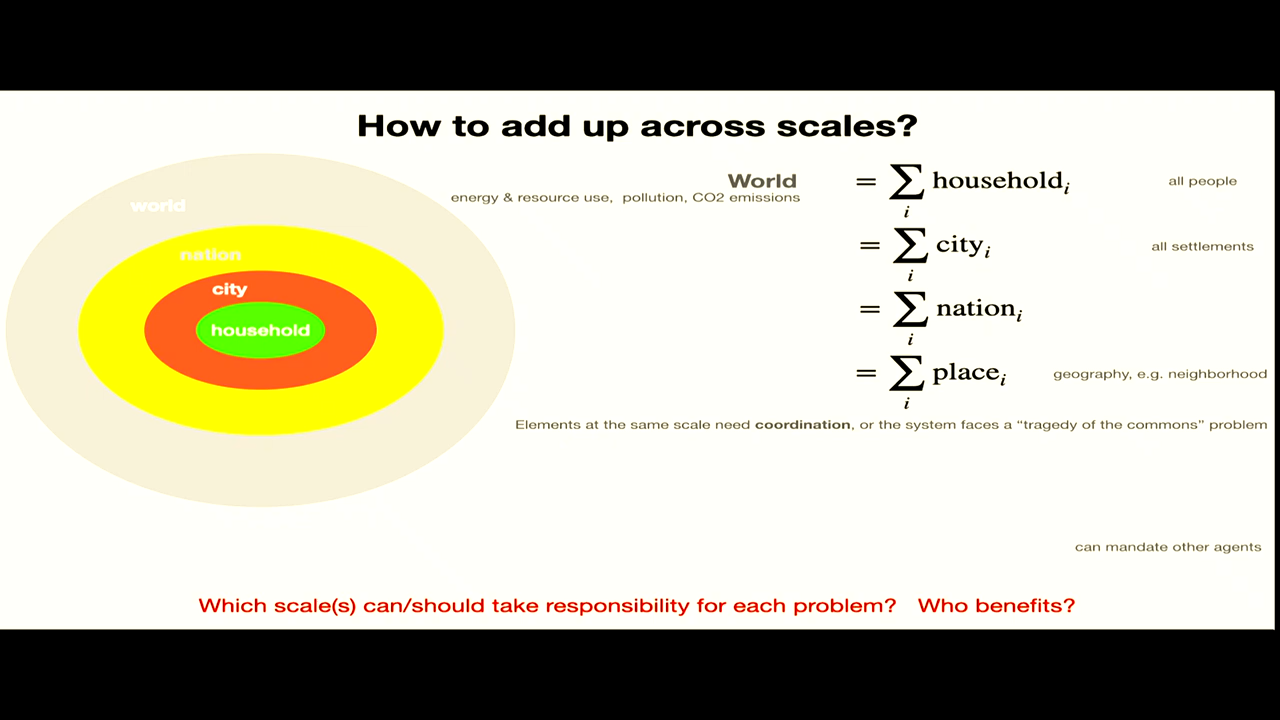 How to add up across scales?
world
nation
city
household
World = ∑i householdi all people
energy & resource use, pollution, CO2 emissions
= ∑i cityi all settlements
= ∑i nationi
= ∑i placei geography, e.g. neighborhood
Elements at the same scale need coordination, or the system faces a “tragedy of the commons” problem
can mandate other agents
Which scale(s) can/should take responsibility for each problem? Who benefits?